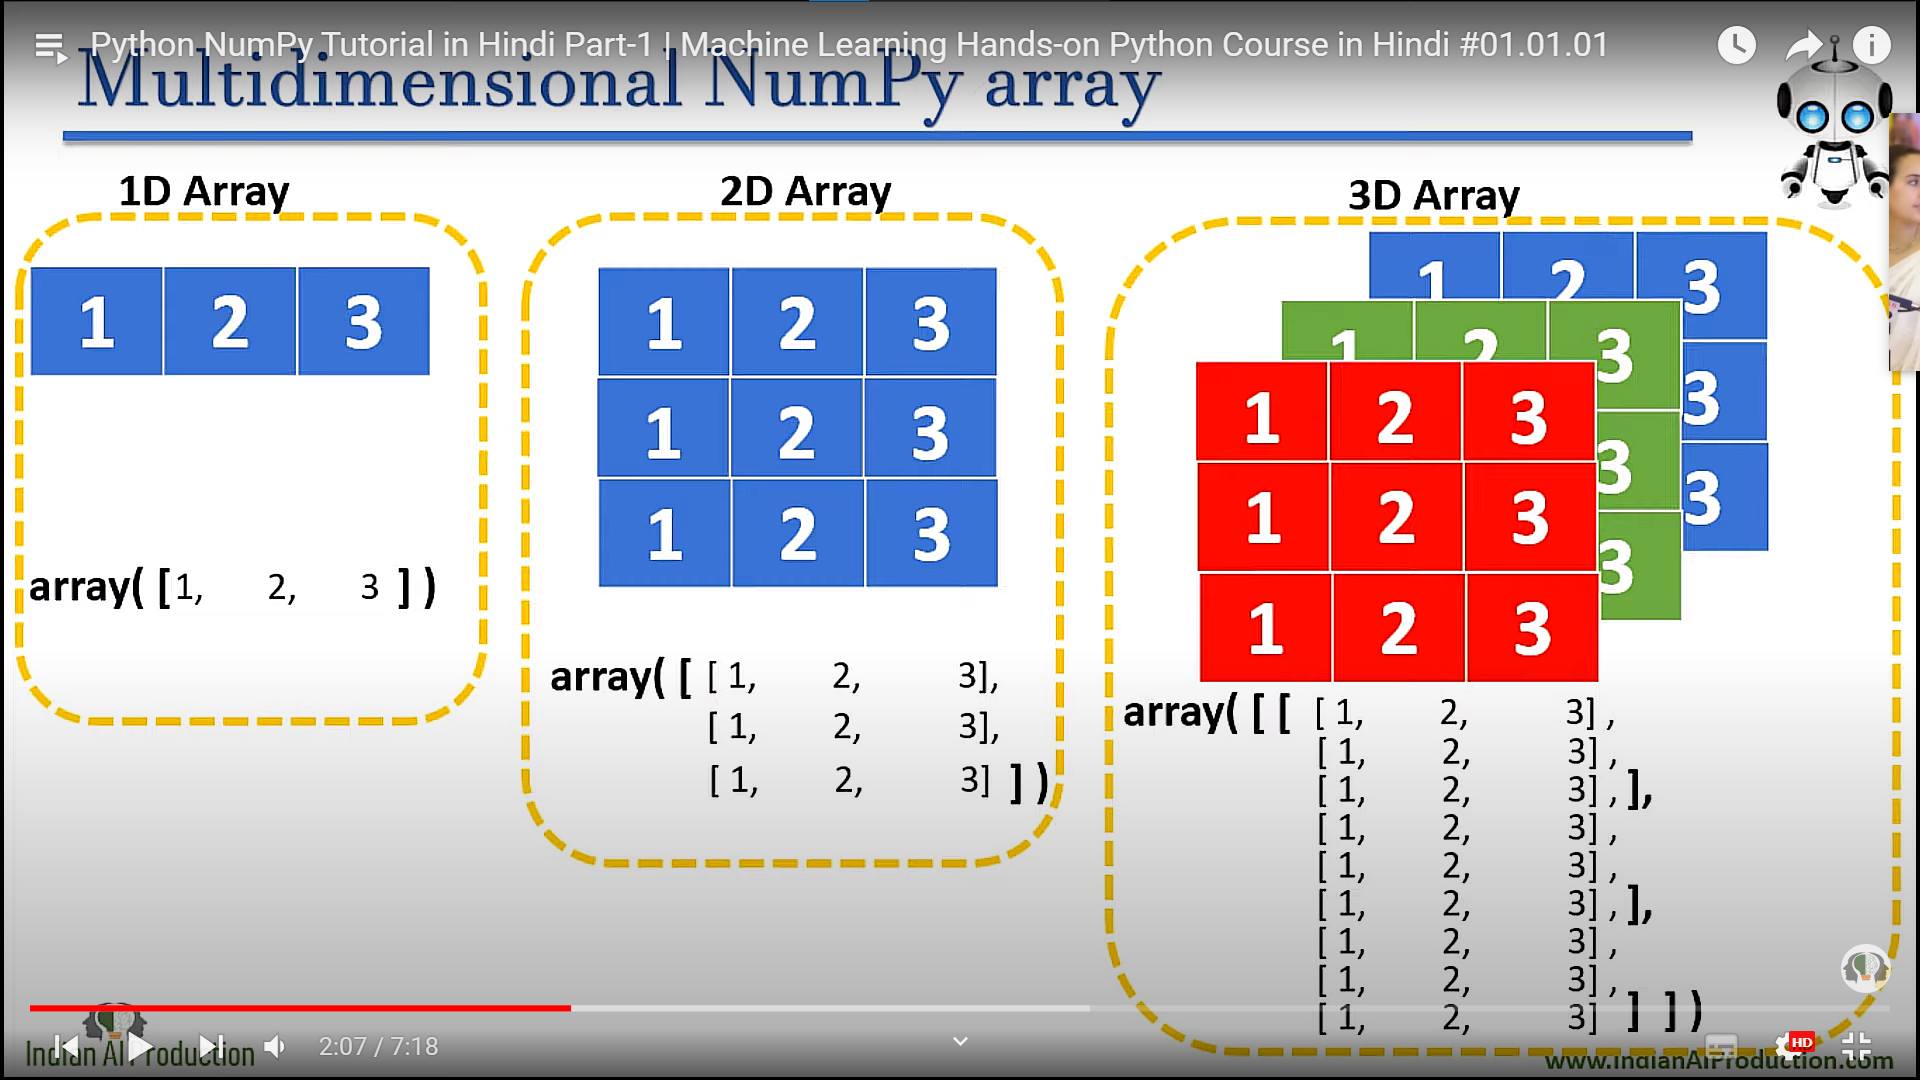 Python NumPy Tutorial in Hindi Part-1 | Machine Learning Hands-on Python Course in Hindi #01.01.01
Multidimensional NumPy array
1D Array
1 2 3
array( [1, 2, 3 ] )
2D Array
1 2 3
1 2 3
1 2 3
array( [ [ 1, 2, 3],
[ 1, 2, 3],
[ 1, 2, 3] ] )
3D Array
1 2 3
3
3
1 2 3
3
3
1 2 3
1 2 3
1 2 3
array( [ [ [ 1, 2, 3] ,
[ 1, 2, 3] ,
[ 1, 2, 3] , ],
[ 1, 2, 3] ,
[ 1, 2, 3] ,
[ 1, 2, 3] , ],
[ 1, 2, 3] ,
[ 1, 2, 3] ,
[ 1, 2, 3] ] ] )
2:07 / 7:18
HD
Indian AI Production
www.IndianAIProduction.com